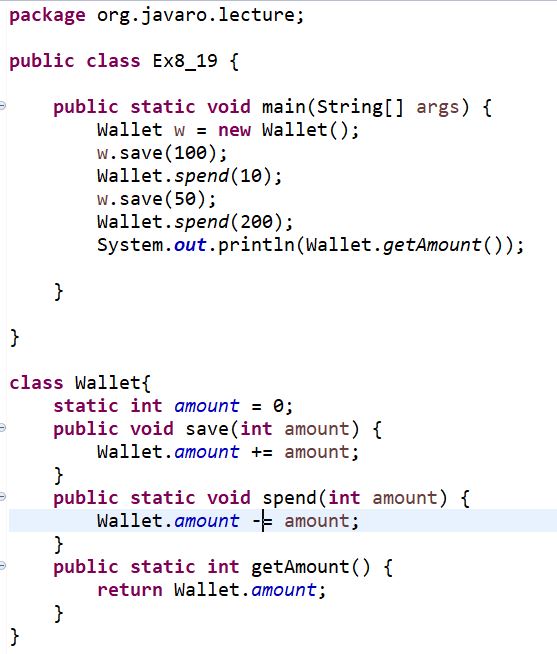 package org.javaro.lecture;
public class Ex8_19 {
public static void main(String[] args) {
Wallet w = new Wallet();
w.save(100);
Wallet.spend(10);
w.save(50);
Wallet.spend(200);
System.out.println(Wallet.getAmount());
}
}
class Wallet{
static int amount = 0;
public void save(int amount) {
Wallet.amount += amount;
}
public static void spend(int amount) {
Wallet.amount -= amount;
}
public static int getAmount() {
return Wallet.amount;
}
}